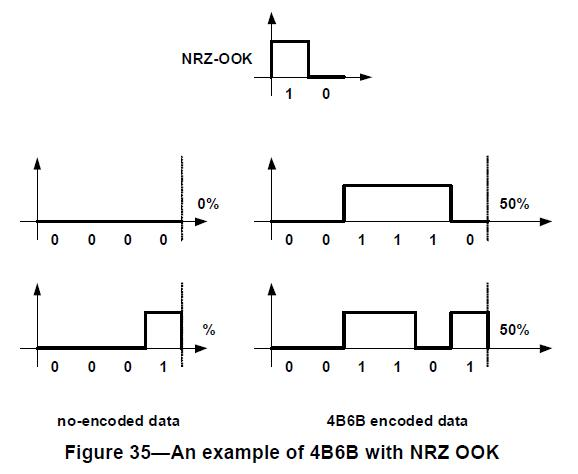 NRZ-OOK
1 0
0%
0 0 0 0
50%
0 0 1 1 1 0
%
0 0 0 1
50%
0 0 1 1 0 1
no-encoded data
4B6B encoded data
Figure 35—An example of 4B6B with NRZ OOK